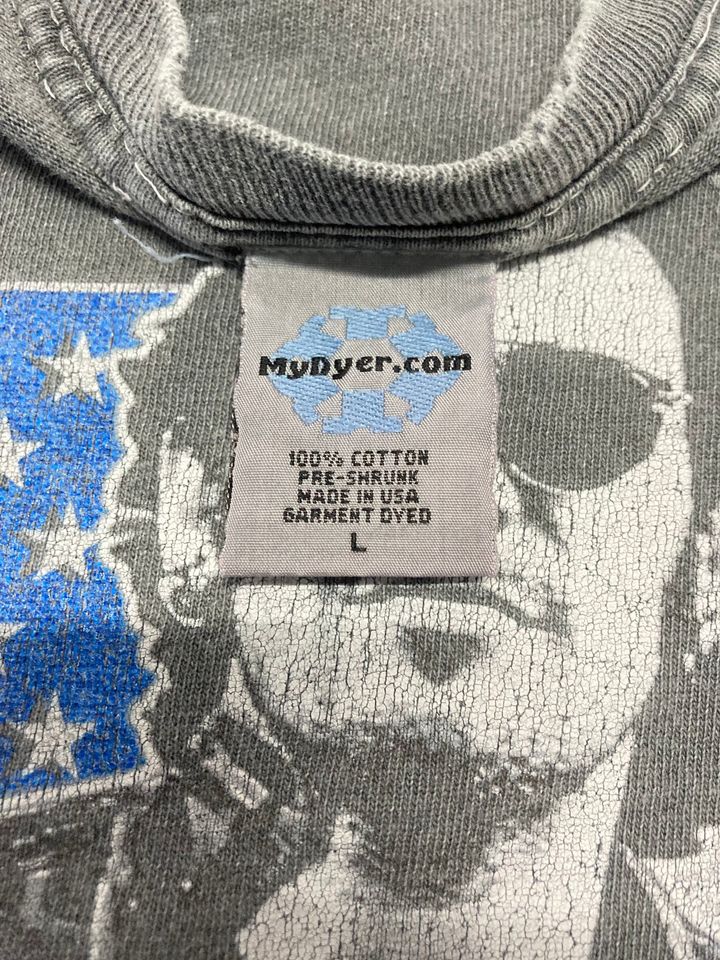 MyDyer.com
100% COTTON
PRE-SHRUNK
MADE IN USA
GARMENT DYED
L